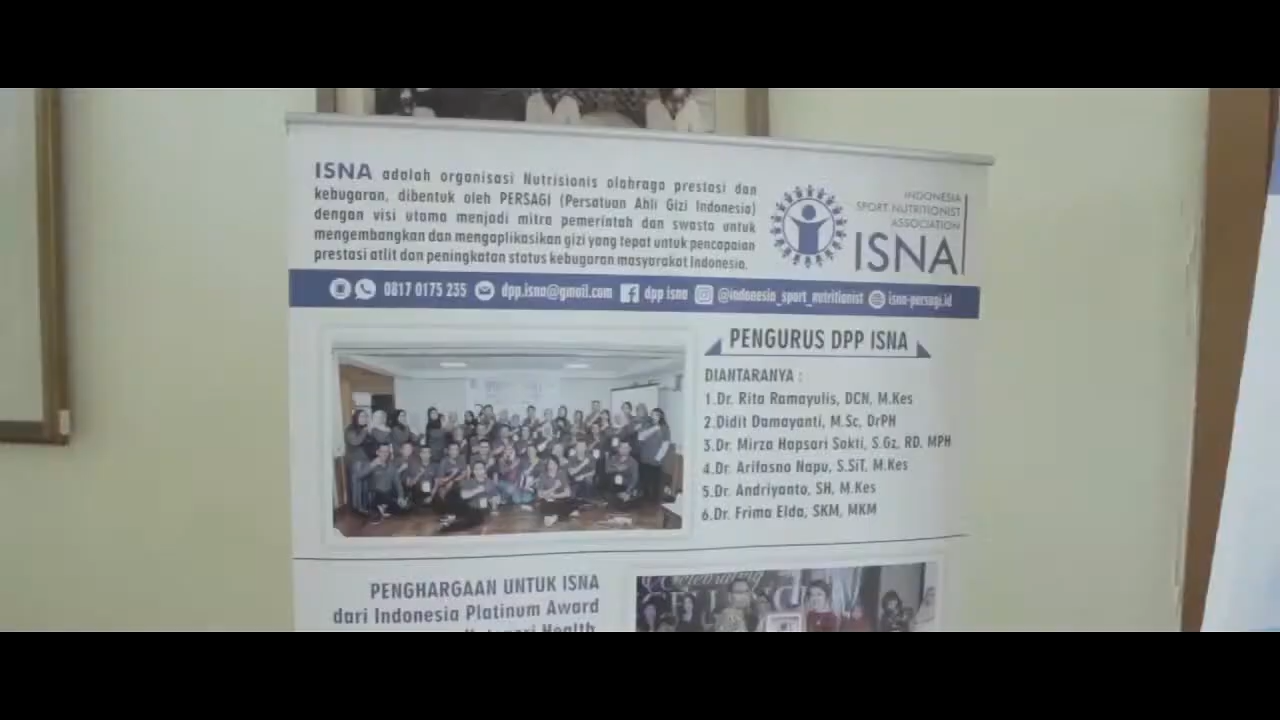 ISNA adalah organisasi Nutrisionis olahraga prestasi dan
kebugaran, dibentuk oleh PERSAGI (Persatuan Ahli Gizi Indonesia)
dengan visi utama menjadi mitra pemerintah dan swasta untuk
mengembangkan dan mengaplikasikan gizi yang tepat untuk pencapaian
prestasi atlit dan peningkatan status kebugaran masyarakat Indonesia.
INDONESIA
SPORT NUTRITIONIST
ASSOCIATION
ISNA
0817 0175 235 dpp.isna@gmail.com dpp isna @indonesia_sport_nutritionist isna-persagi.id
PENGURUS DPP ISNA
DIANTARANYA :
1.Dr. Rita Ramayulis, DCN, M.Kes
2.Didit Damayanti, M.Sc, DrPH
3.Dr. Mirza Hapsari Sakti, S.Gz, RD, MPH
4.Dr. Arifasno Napu, S.SiT, M.Kes
5.Dr. Andriyanto, SH, M.Kes
6.Dr. Frima Elda, SKM, MKM
PENGHARGAAN UNTUK ISNA
dari Indonesia Platinum Award
Health
Celebrating